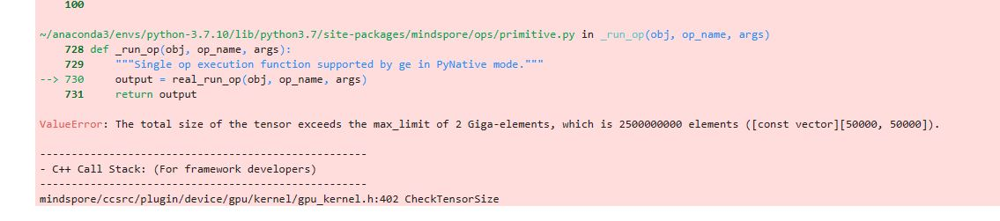 100
~/anaconda3/envs/python-3.7.10/lib/python3.7/site-packages/mindspore/ops/primitive.py in _run_op(obj, op_name, args)
728 def _run_op(obj, op_name, args):
729     """Single op execution function supported by ge in PyNative mode."""
--> 730     output = real_run_op(obj, op_name, args)
731     return output
ValueError: The total size of the tensor exceeds the max_limit of 2 Giga-elements, which is 2500000000 elements ([const vector][50000, 50000]).
----------------------------------------------------
- C++ Call Stack: (For framework developers)
----------------------------------------------------
mindspore/ccsrc/plugin/device/gpu/kernel/gpu_kernel.h:402 CheckTensorSize